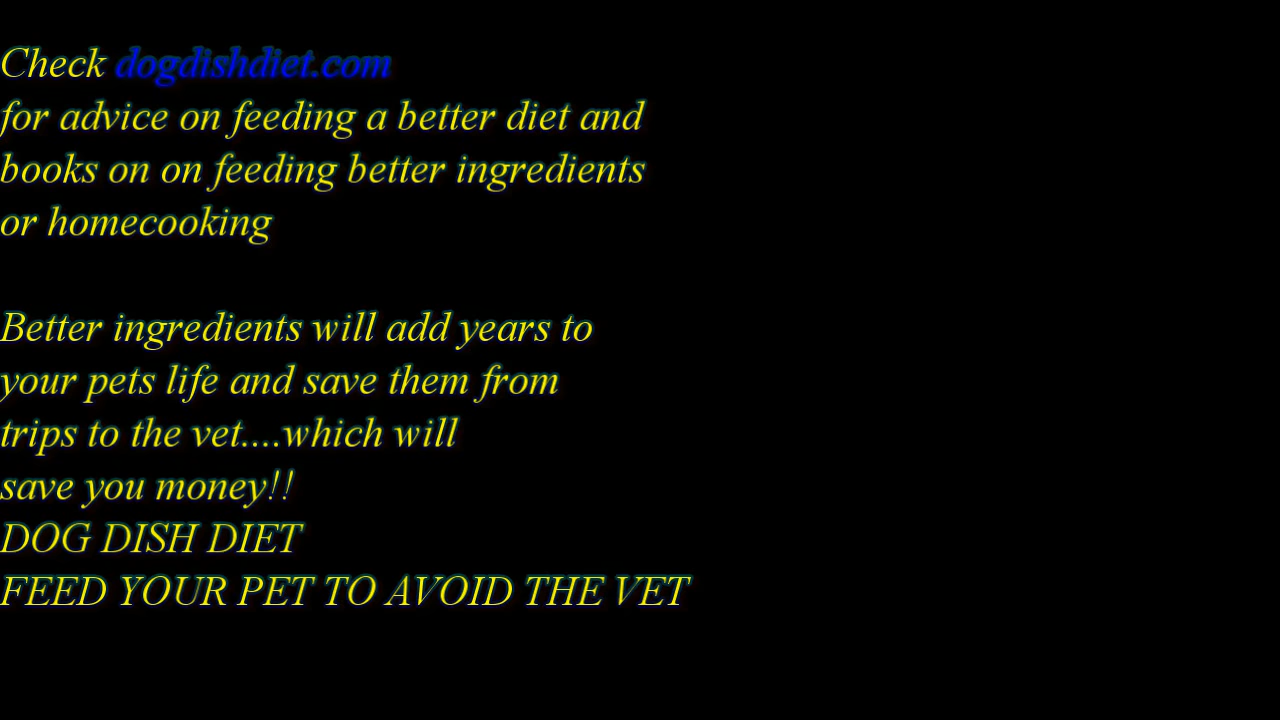 Check dogdishdiet.com
for advice on feeding a better diet and
books on on feeding better ingredients
or homecooking
Better ingredients will add years to
your pets life and save them from
trips to the vet....which will
save you money!!
DOG DISH DIET
FEED YOUR PET TO AVOID THE VET